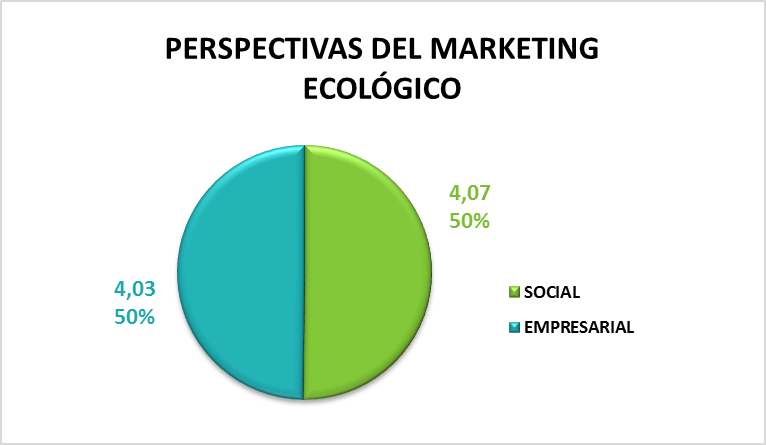 PERSPECTIVAS DEL MARKETING
ECOLÓGICO
4,07
50%
4,03
50%
SOCIAL
EMPRESARIAL